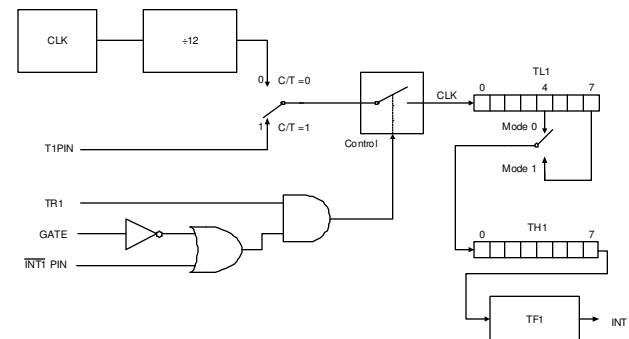 CLK
÷12
0 C/T =0
1 C/T =1
T1PIN
Control
CLK
TL1
0 4 7
Mode 0
Mode 1
TR1
GATE
INT1 PIN
TH1
0 7
TF1
INT